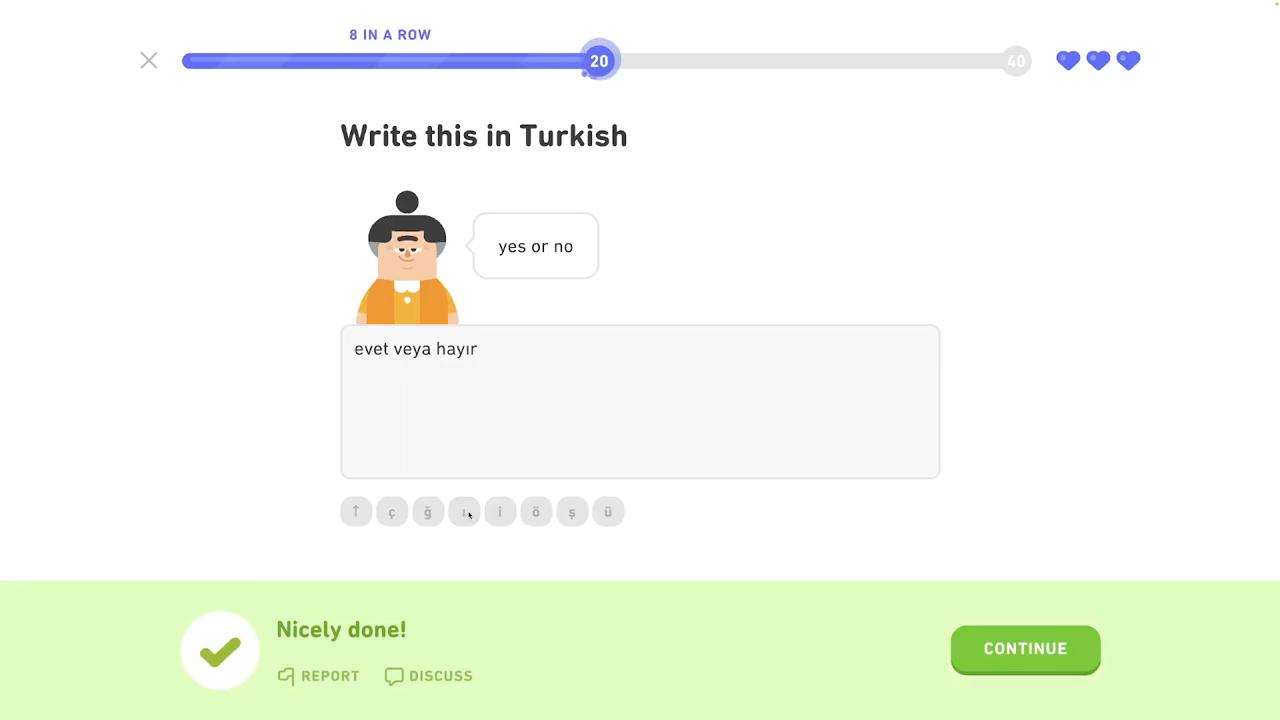 8 IN A ROW
20
40
Write this in Turkish
yes or no
evet veya hayır
↑ ç ğ ı i ö ş ü
Nicely done!
REPORT DISCUSS
CONTINUE